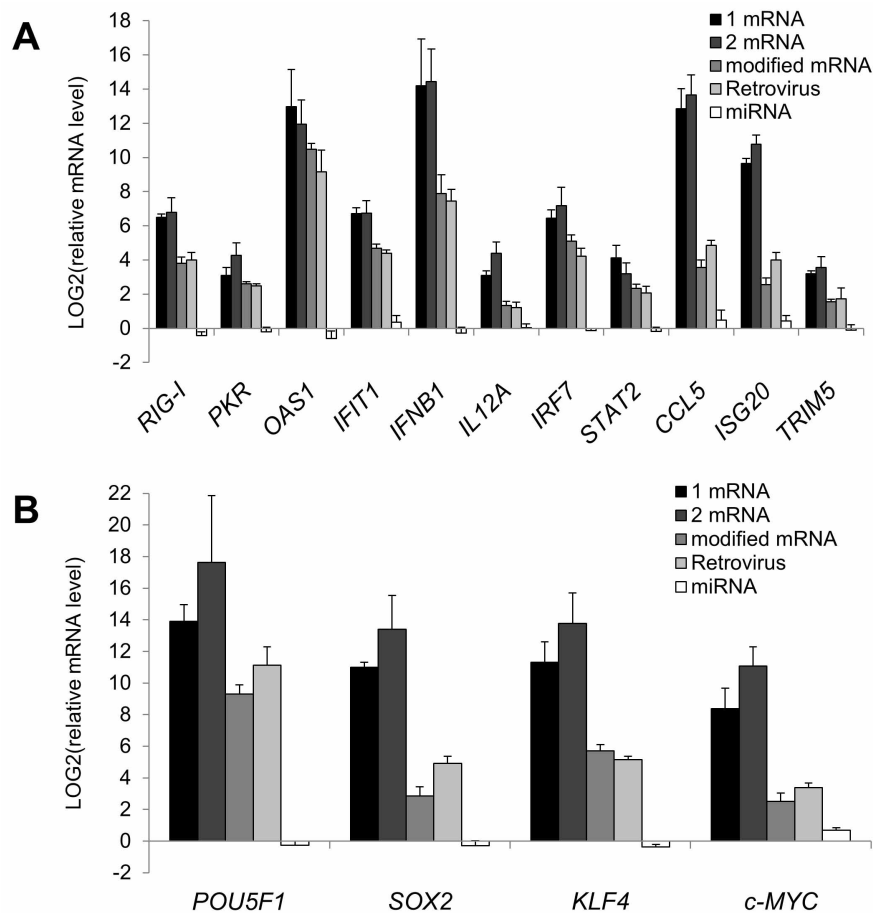 A
LOG2(relative mRNA level)
18
16
14
12
10
8
6
4
2
0
-2
1 mRNA
2 mRNA
modified mRNA
Retrovirus
miRNA
RIG-I PKR OAS1 IFIT1 IFNB1 IL12A IRF7 STAT2 CCL5 ISG20 TRIM5
B
LOG2(relative mRNA level)
22
20
18
16
14
12
10
8
6
4
2
0
-2
1 mRNA
2 mRNA
modified mRNA
Retrovirus
miRNA
POU5F1 SOX2 KLF4 c-MYC